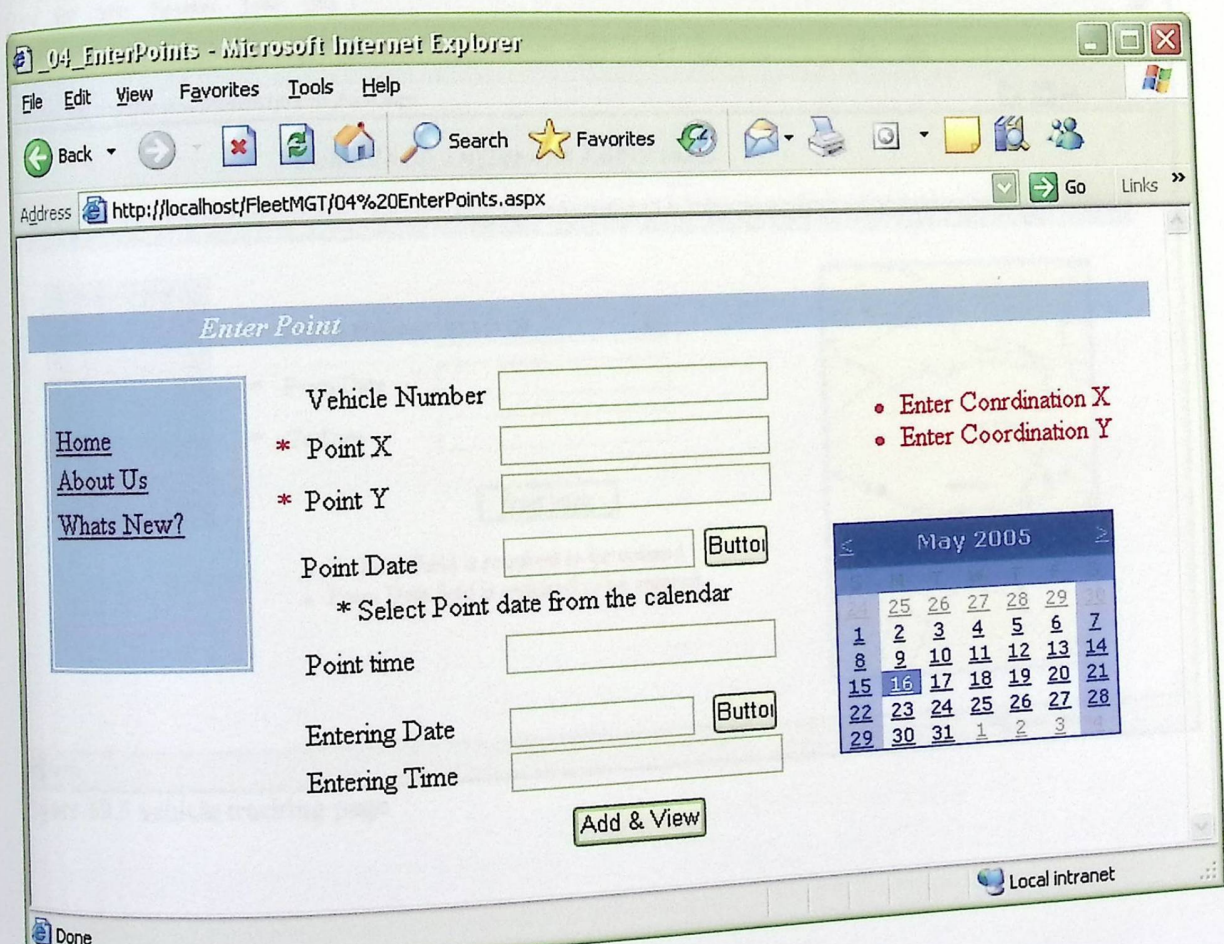 _04_EnterPoints - Microsoft Internet Explorer
File Edit View Favorites Tools Help
Back Search Favorites
Address http://localhost/FleetMGT/04%20EnterPoints.aspx Go Links »
Enter Point
Home
About Us
Whats New?
Vehicle Number
* Point X
* Point Y
Point Date Buttoi
* Select Point date from the calendar
Point time
Entering Date Buttoi
Entering Time
Add & View
• Enter Conrdination X
• Enter Coordination Y
< May 2005 >
S M T W T F S
24 25 26 27 28 29 30
1 2 3 4 5 6 7
8 9 10 11 12 13 14
15 16 17 18 19 20 21
22 23 24 25 26 27 28
29 30 31 1 2 3 4
Done Local intranet